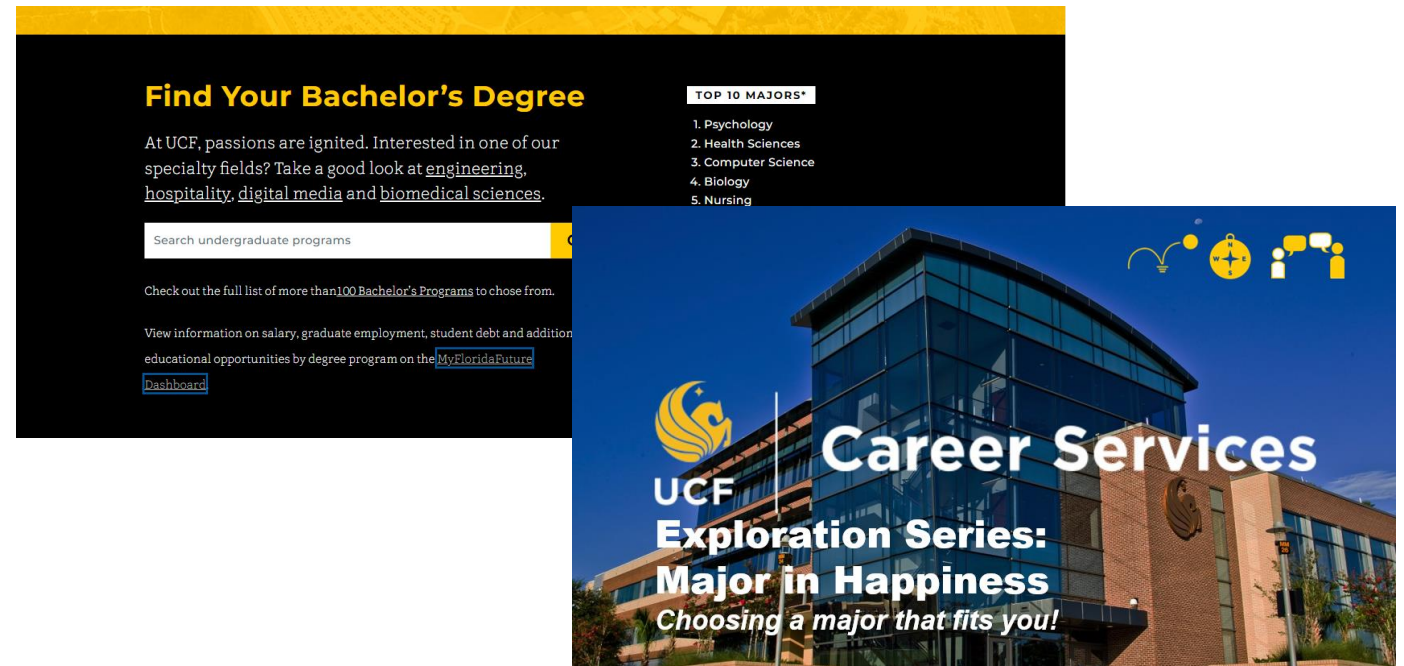 Find Your Bachelor's Degree
At UCF, passions are ignited. Interested in one of our
specialty fields? Take a good look at engineering,
hospitality, digital media and biomedical sciences.
Search undergraduate programs
Check out the full list of more than100 Bachelor's Programs to chose from.
View information on salary, graduate employment, student debt and addition
educational opportunities by degree program on the MyFloridaFuture
Dashboard
TOP 10 MAJORS*
1. Psychology
2. Health Sciences
3. Computer Science
4. Biology
5. Nursing
N
W E
S
UCF
Career Services
Exploration Series:
Major in Happiness
Choosing a major that fits you!